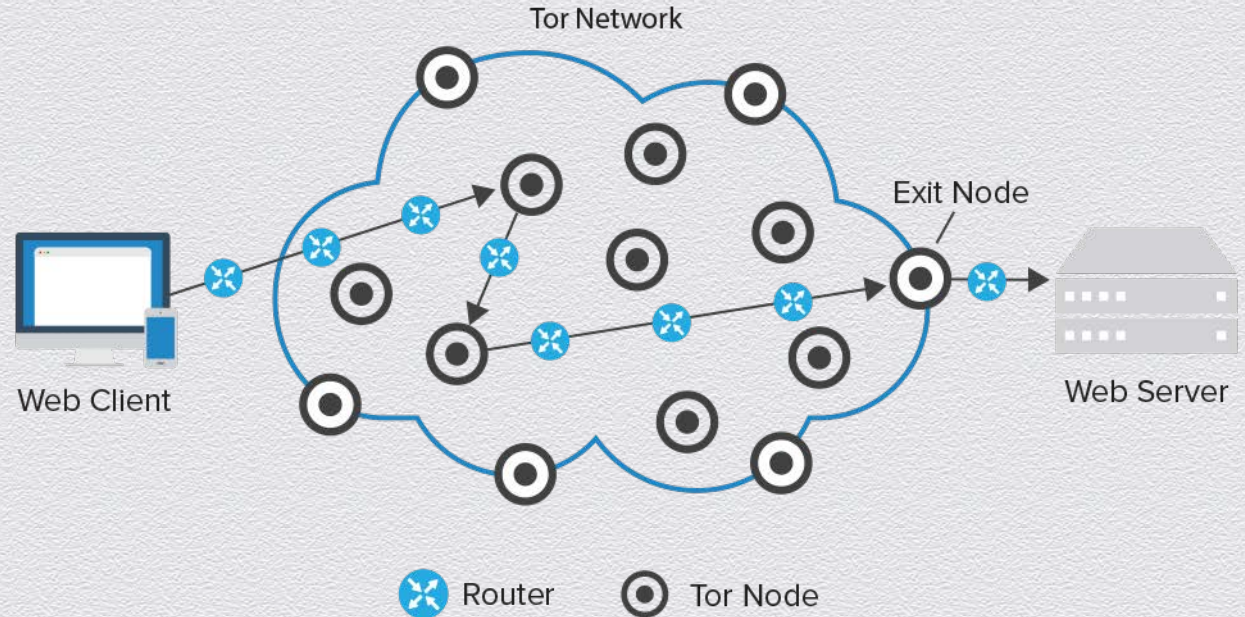 Tor Network
Exit Node
Web Client
Web Server
Router
Tor Node